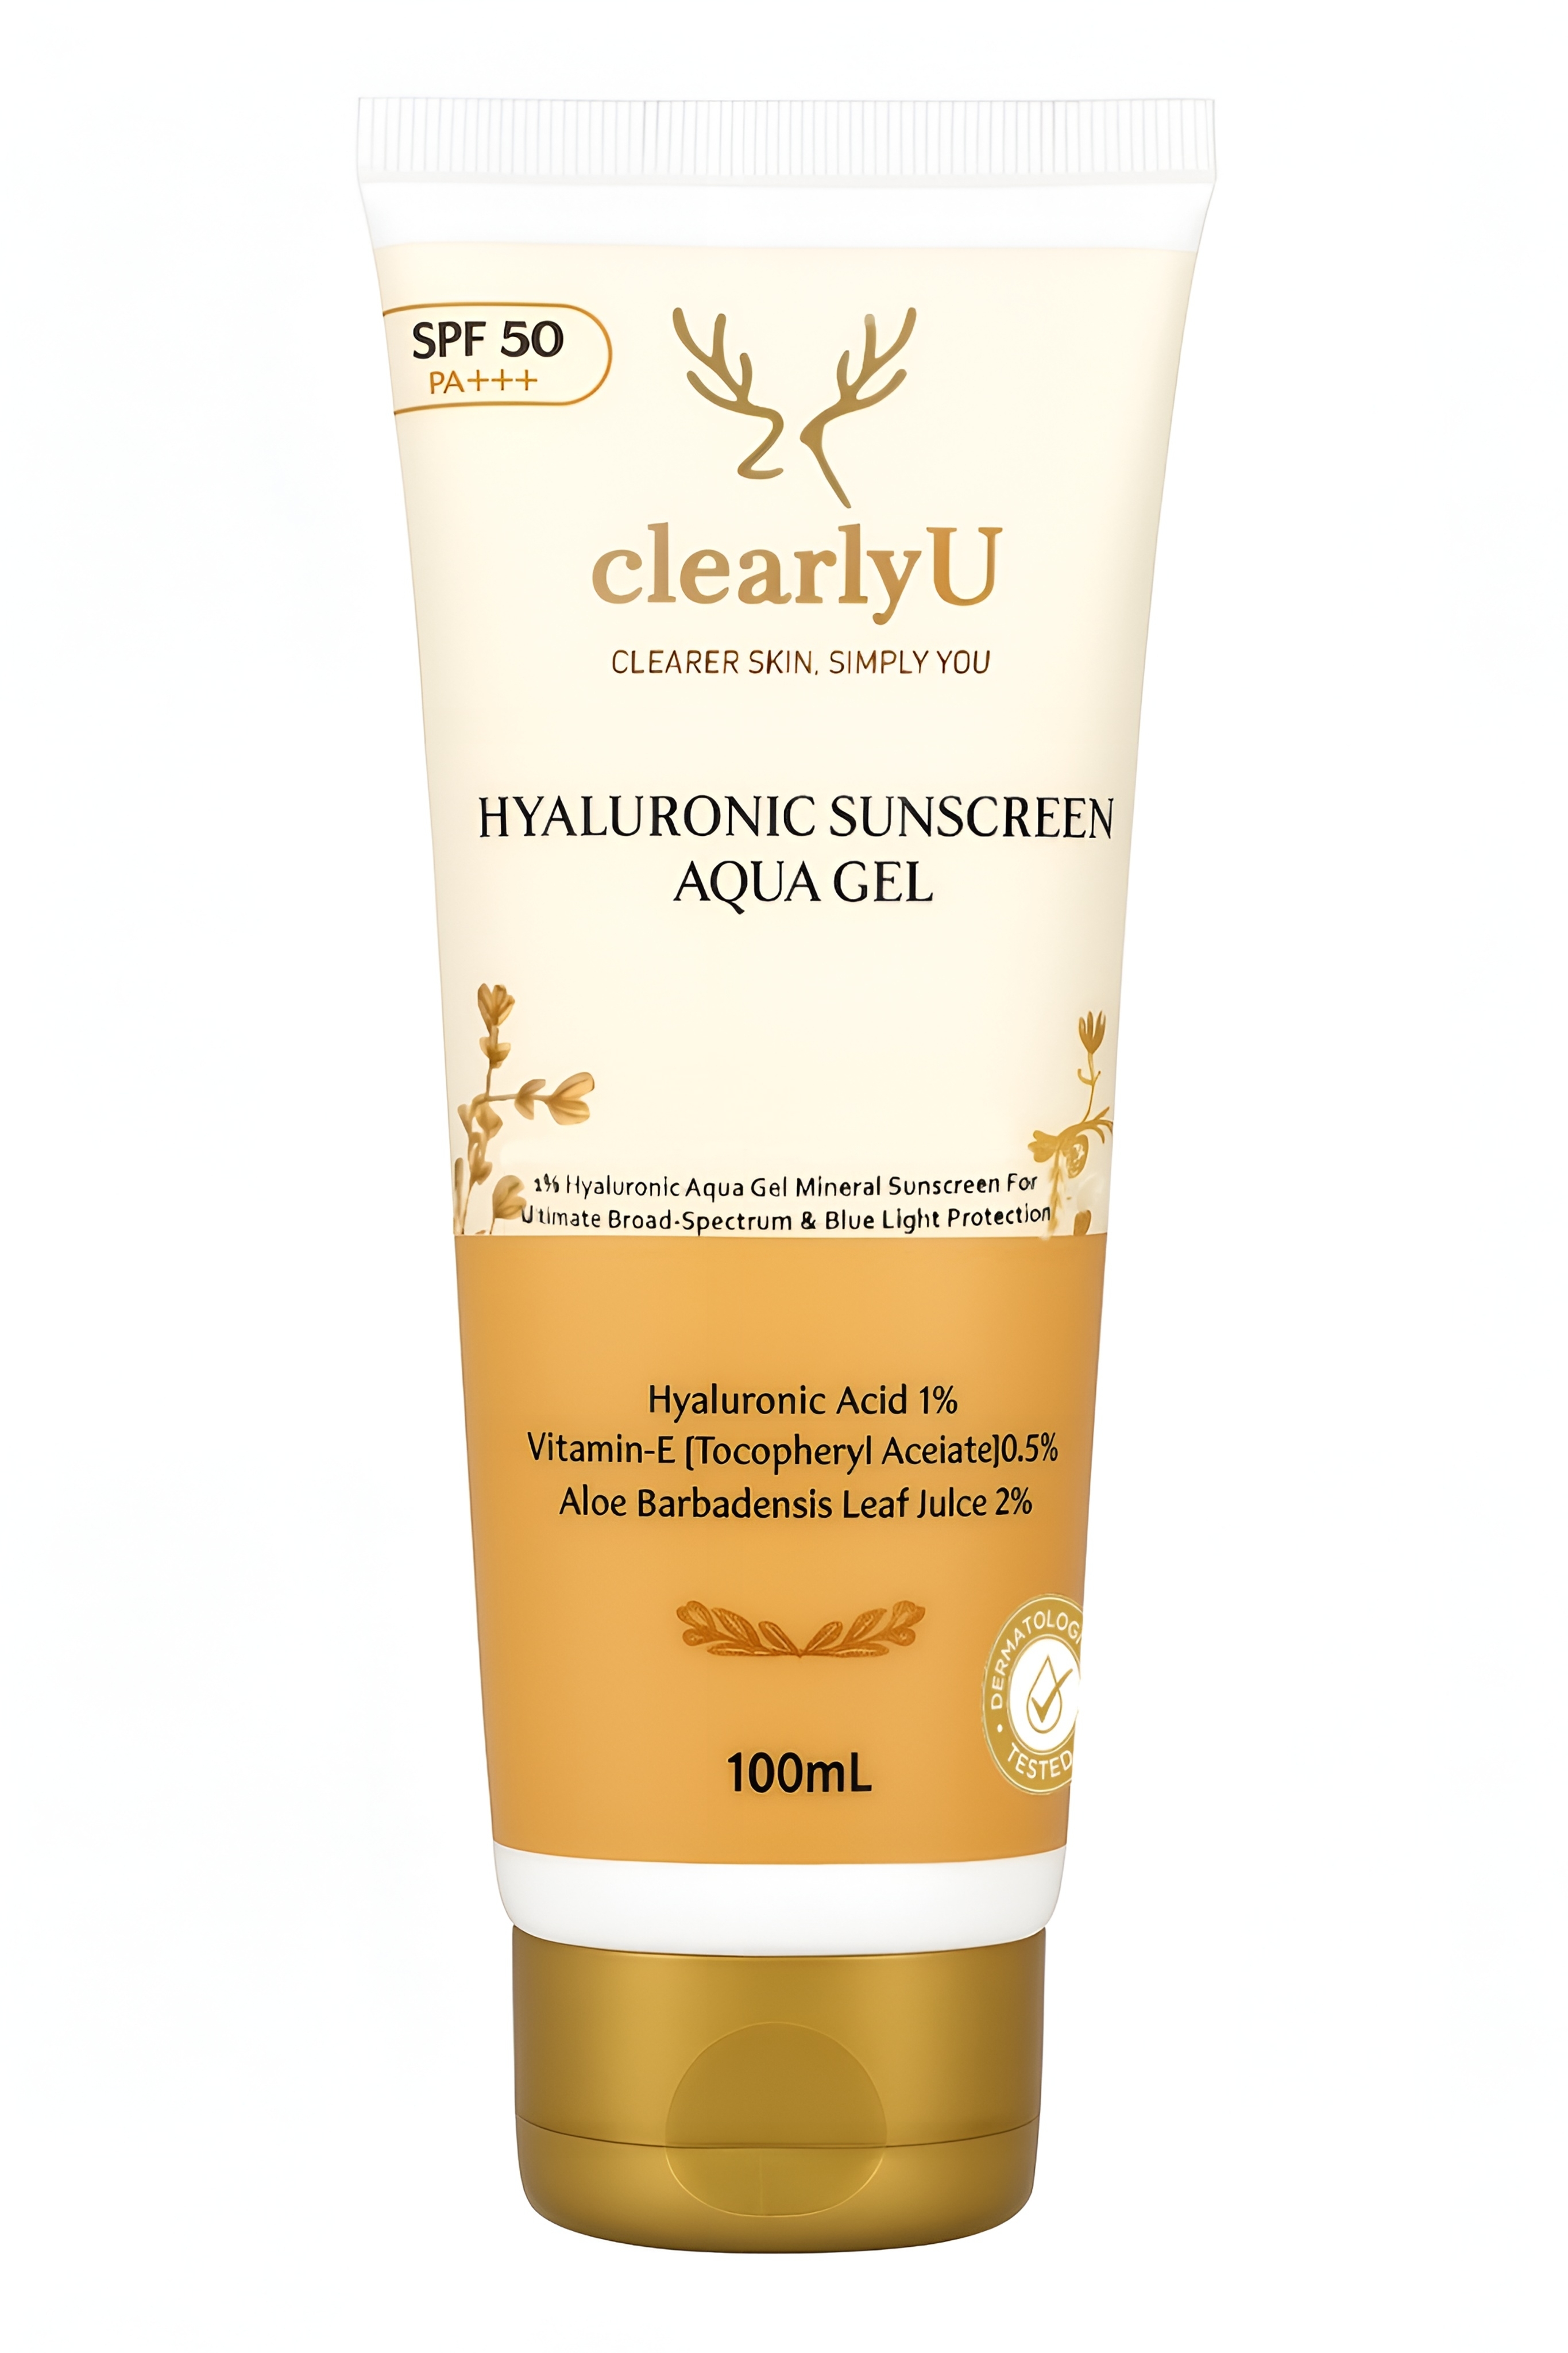 SPF 50
PA+++
clearlyU
CLEARER SKIN, SIMPLY YOU
HYALURONIC SUNSCREEN
AQUA GEL
1% Hyaluronic Aqua Gel Mineral Sunscreen For
Ultimate Broad-Spectrum & Blue Light Protection
Hyaluronic Acid 1%
Vitamin-E [Tocopheryl Aceiate]0.5%
Aloe Barbadensis Leaf Julce 2%
DERMATOLOGI
TESTED
100mL